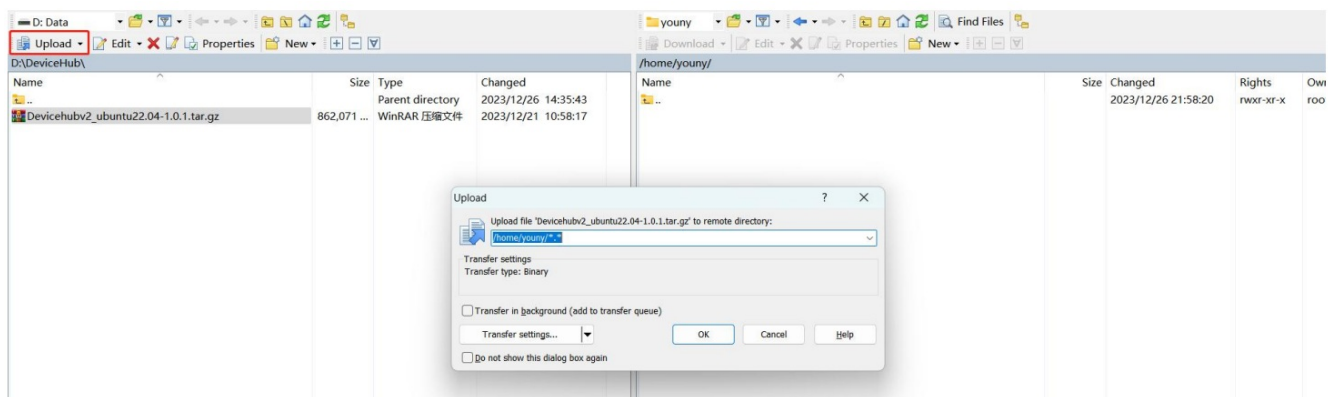 D: Data
Upload Edit Properties New
D:\DeviceHub\
Name Size Type Changed
.. Parent directory 2023/12/26 14:35:43
Devicehubv2_ubuntu22.04-1.0.1.tar.gz 862,071 ... WinRAR 压缩文件 2023/12/21 10:58:17
youny Find Files
Download Edit Properties New
/home/youny/
Name Size Changed Rights Own
.. 2023/12/26 21:58:20 rwxr-xr-x roo
Upload ? X
Upload file 'Devicehubv2_ubuntu22.04-1.0.1.tar.gz' to remote directory:
/home/youny/*.*
Transfer settings
Transfer type: Binary
Transfer in background (add to transfer queue)
Transfer settings... OK Cancel Help
Do not show this dialog box again